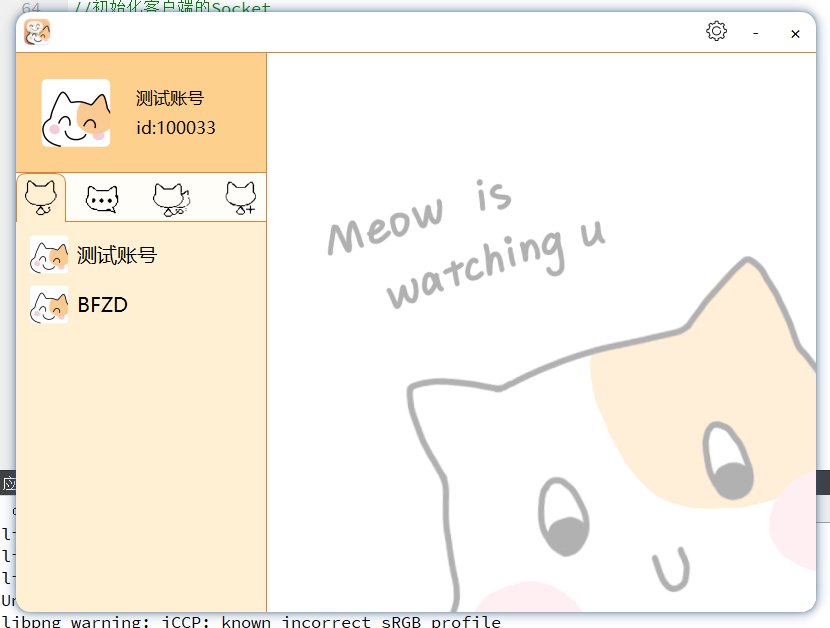 64 //初始化客户端的Socket
测试账号
id:100033
测试账号
BFZD
Meow is
watching u
libpng warning: iCCP: known incorrect sRGB profile